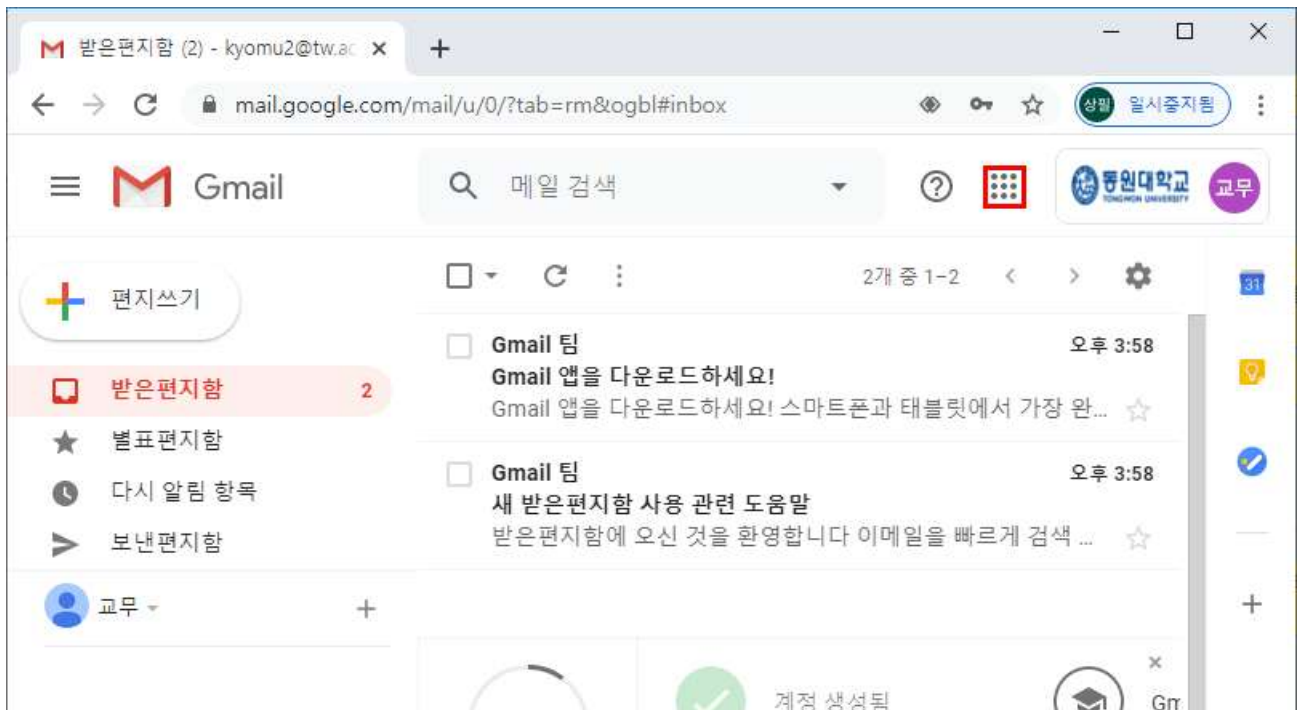 받은편지함 (2) - kyomu2@tw.ac
mail.google.com/mail/u/0/?tab=rm&ogbl#inbox
상필 일시중지됨
Gmail
메일 검색
동원대학교
TONGWON UNIVERSITY
교무
편지쓰기
2개 중 1–2
31
받은편지함 2
별표편지함
다시 알림 항목
보낸편지함
교무
Gmail 팀 오후 3:58
Gmail 앱을 다운로드하세요!
Gmail 앱을 다운로드하세요! 스마트폰과 태블릿에서 가장 완...
Gmail 팀 오후 3:58
새 받은편지함 사용 관련 도움말
받은편지함에 오신 것을 환영합니다 이메일을 빠르게 검색 ...
계정 생성됨